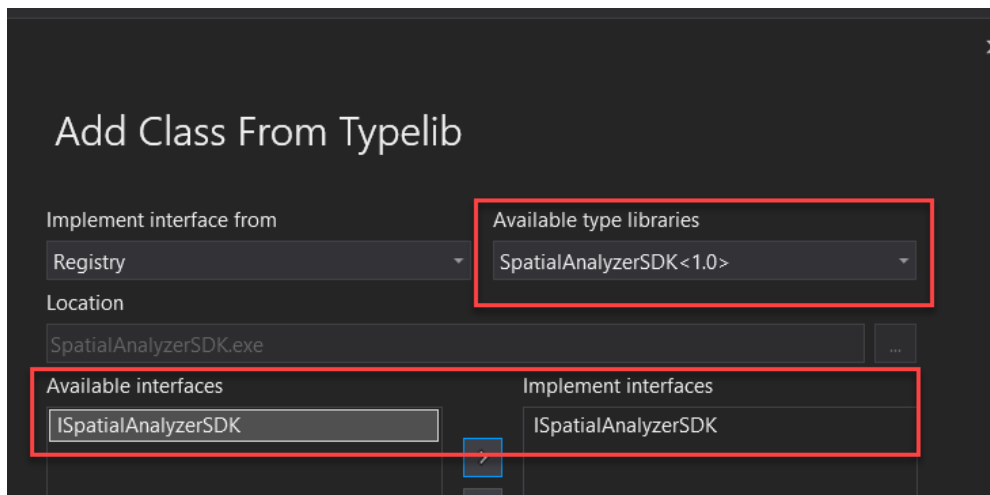 Add Class From Typelib
Implement interface from
Available type libraries
Registry
SpatialAnalyzerSDK<1.0>
Location
SpatialAnalyzerSDK.exe
...
Available interfaces
Implement interfaces
ISpatialAnalyzerSDK
ISpatialAnalyzerSDK
>